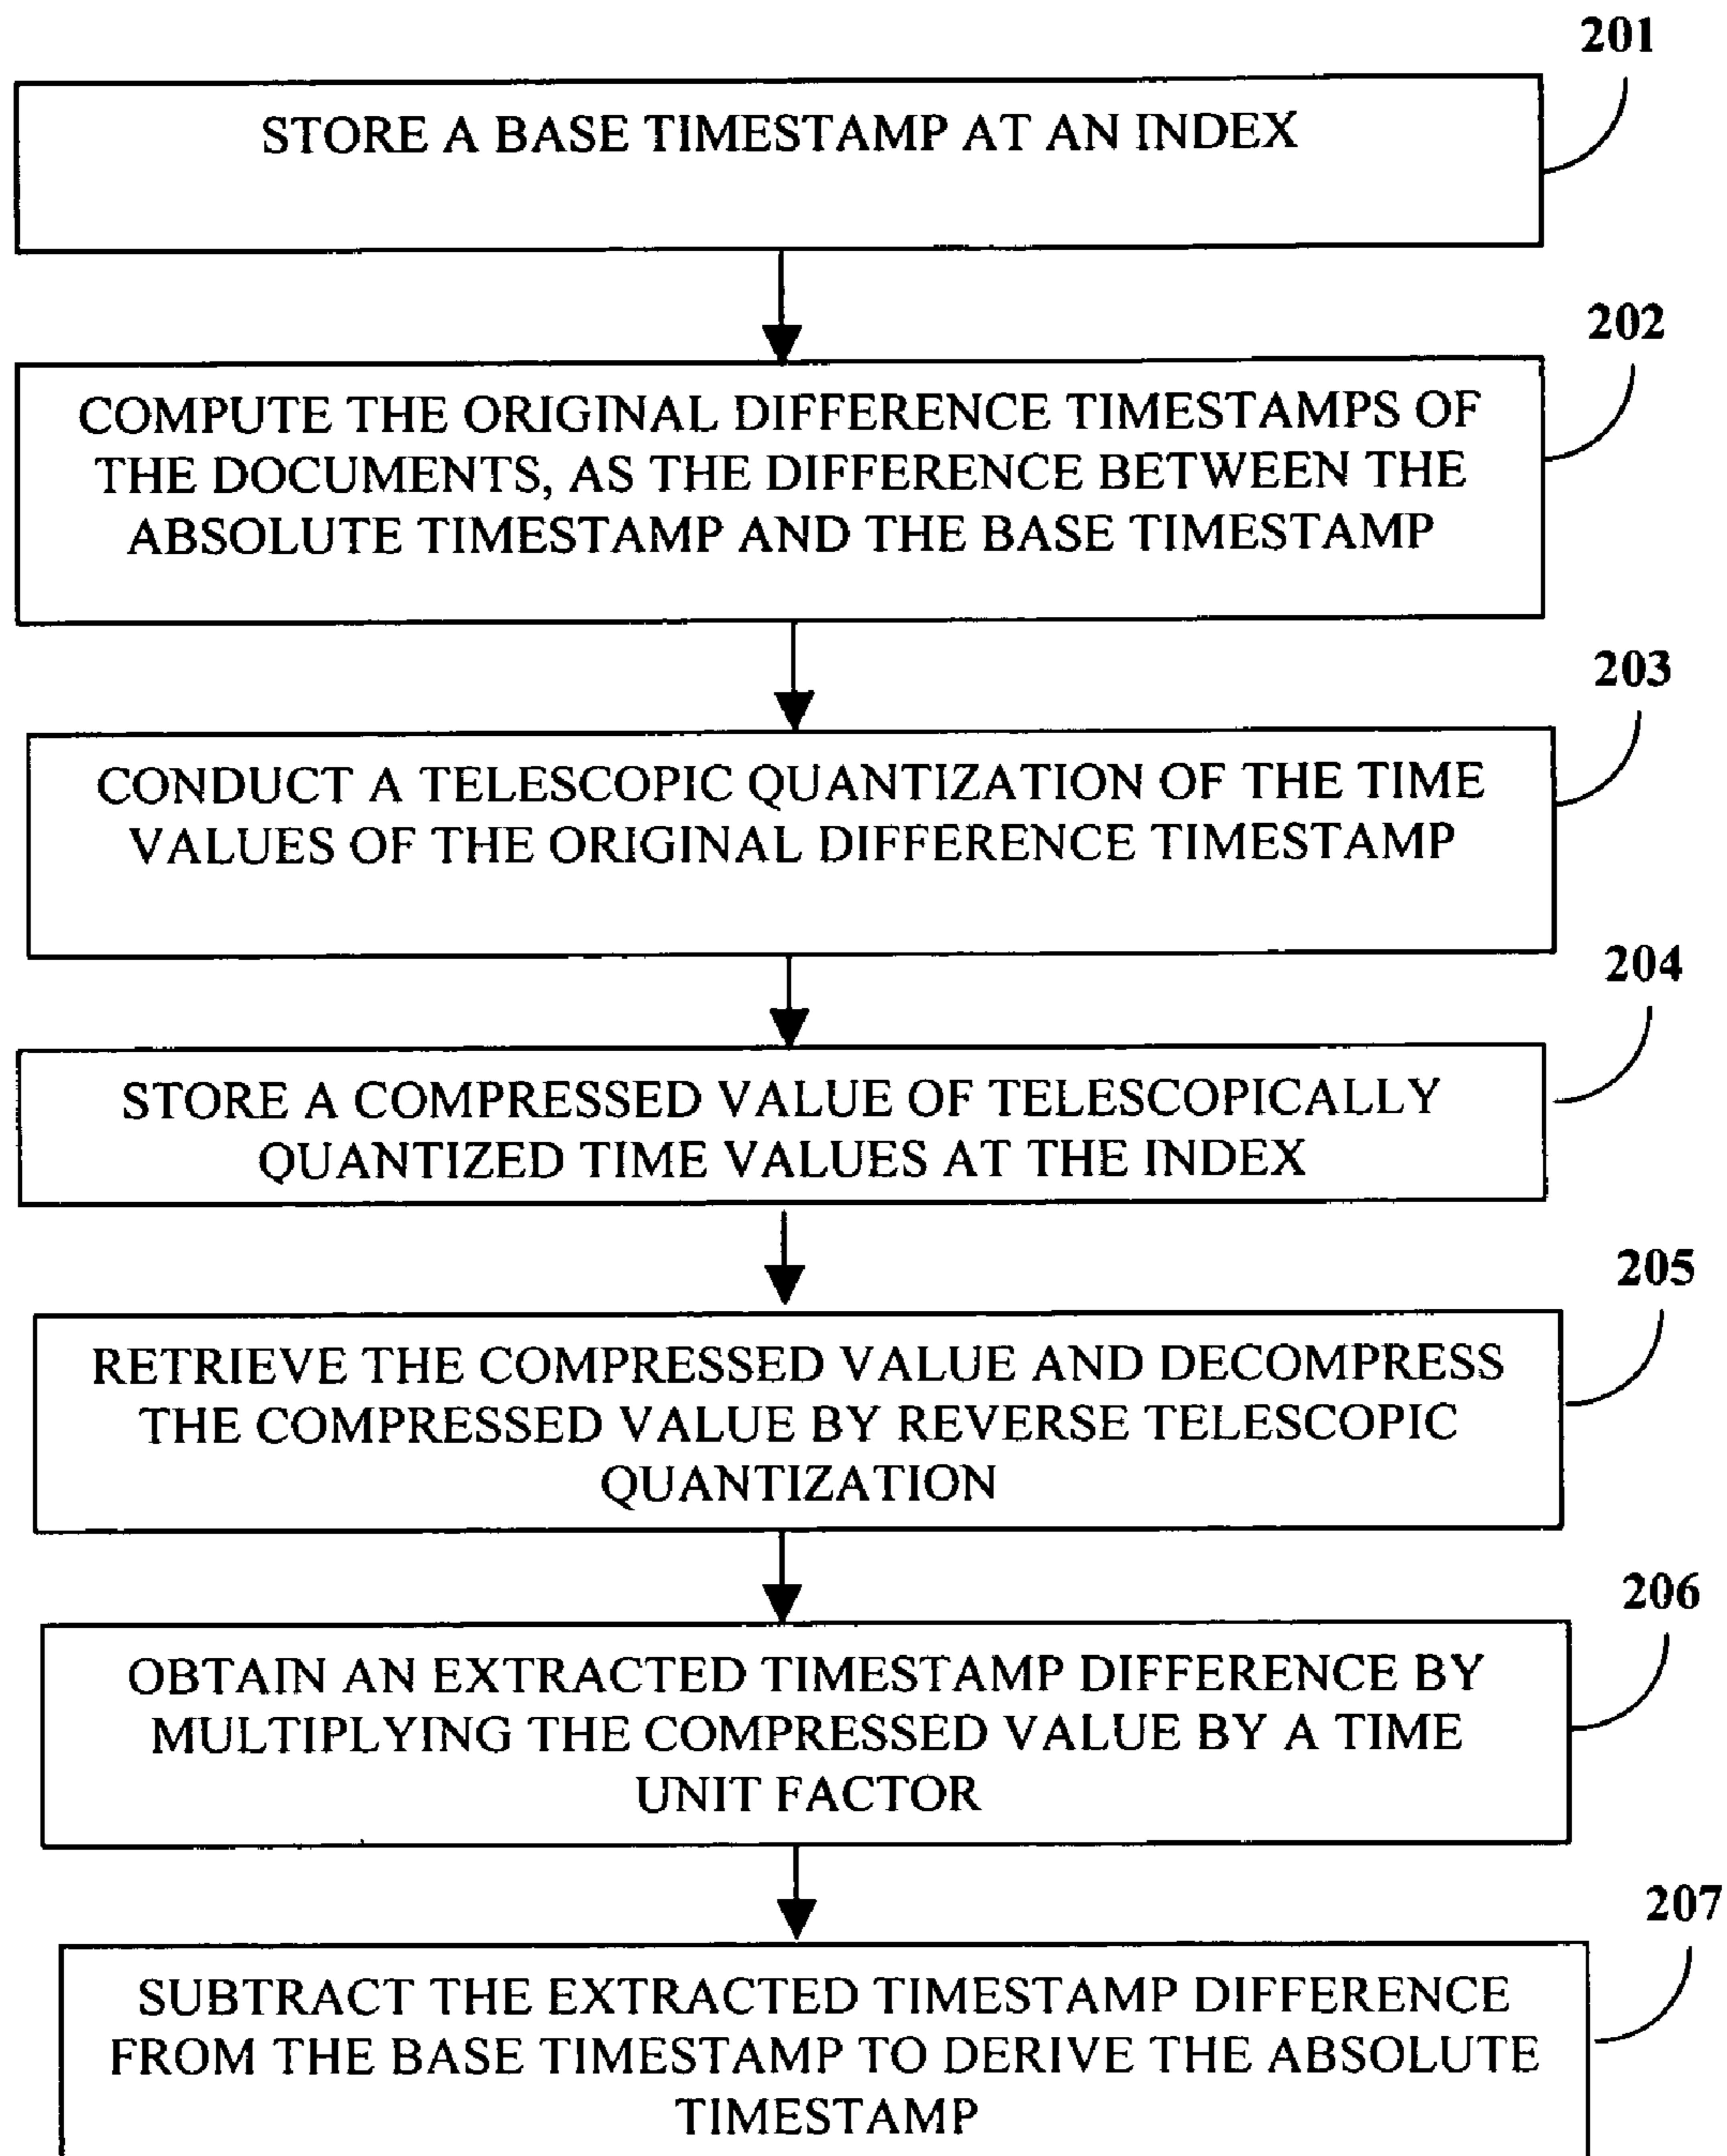 201
STORE A BASE TIMESTAMP AT AN INDEX
202
COMPUTE THE ORIGINAL DIFFERENCE TIMESTAMPS OF
THE DOCUMENTS, AS THE DIFFERENCE BETWEEN THE
ABSOLUTE TIMESTAMP AND THE BASE TIMESTAMP
203
CONDUCT A TELESCOPIC QUANTIZATION OF THE TIME
VALUES OF THE ORIGINAL DIFFERENCE TIMESTAMP
204
STORE A COMPRESSED VALUE OF TELESCOPICALLY
QUANTIZED TIME VALUES AT THE INDEX
205
RETRIEVE THE COMPRESSED VALUE AND DECOMPRESS
THE COMPRESSED VALUE BY REVERSE TELESCOPIC
QUANTIZATION
206
OBTAIN AN EXTRACTED TIMESTAMP DIFFERENCE BY
MULTIPLYING THE COMPRESSED VALUE BY A TIME
UNIT FACTOR
207
SUBTRACT THE EXTRACTED TIMESTAMP DIFFERENCE
FROM THE BASE TIMESTAMP TO DERIVE THE ABSOLUTE
TIMESTAMP